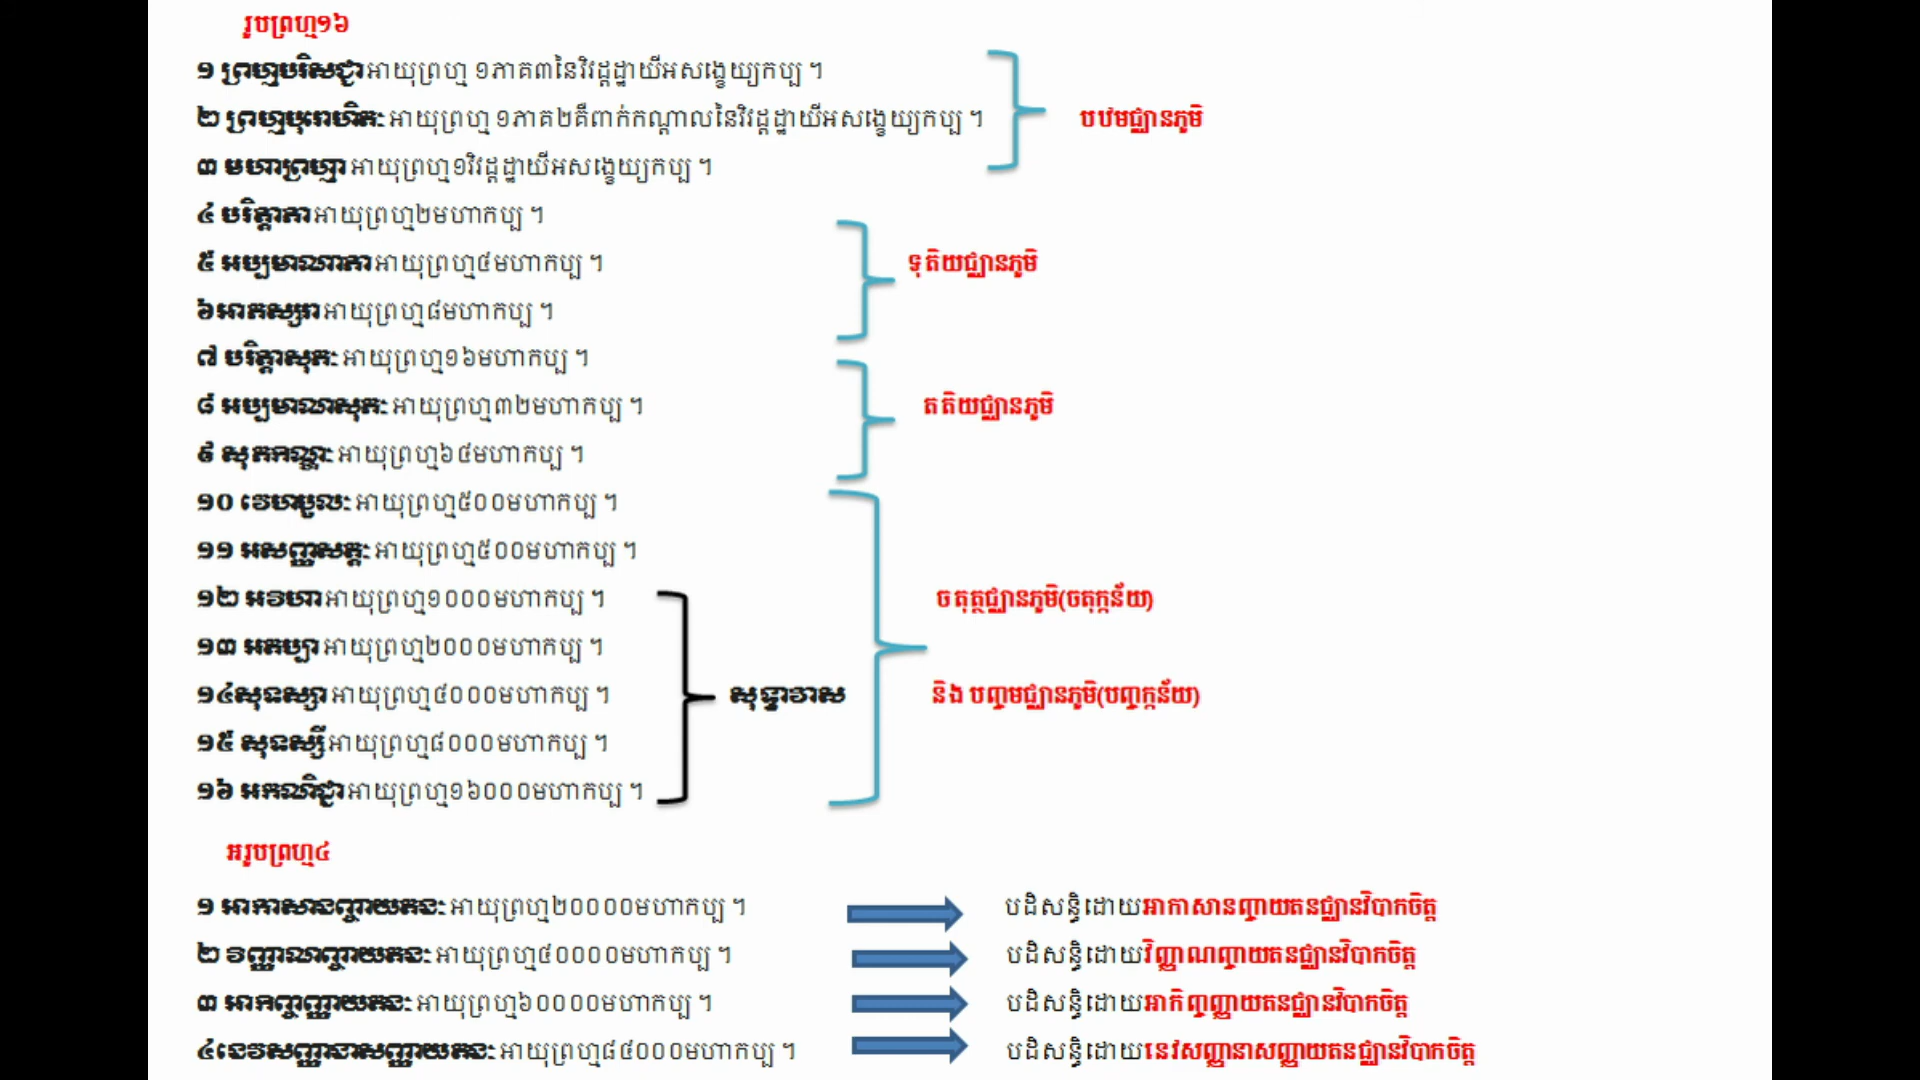 រូបព្រហ្ម១៦
១ ព្រហ្មបរិសជ្ជា អាយុព្រហ្ម ១ភាគ៣នៃវិវដ្ដដ្ឋាយីអសង្ខេយ្យកប្ប ។
២ ព្រហ្មបុរោហិតៈ អាយុព្រហ្ម ១ភាគ២គឺពាក់កណ្ដាលនៃវិវដ្ដដ្ឋាយីអសង្ខេយ្យកប្ប ។
បឋមជ្ឈានភូមិ
៣ មហាព្រហ្មា អាយុព្រហ្ម១វិវដ្ដដ្ឋាយីអសង្ខេយ្យកប្ប ។
៤ បរិត្តាភា អាយុព្រហ្ម២មហាកប្ប ។
៥ អប្បមាណាភា អាយុព្រហ្ម៤មហាកប្ប ។
ទុតិយជ្ឈានភូមិ
៦ អាភស្សរា អាយុព្រហ្ម៨មហាកប្ប ។
៧ បរិត្តាសុភៈ អាយុព្រហ្ម១៦មហាកប្ប ។
៨ អប្បមាណាសុភៈ អាយុព្រហ្ម៣២មហាកប្ប ។
តតិយជ្ឈានភូមិ
៩ សុភកិណ្ណៈ អាយុព្រហ្ម៦៤មហាកប្ប ។
១០ វេហប្ផលៈ អាយុព្រហ្ម៥០០មហាកប្ប ។
១១ អសញ្ញសត្តៈ អាយុព្រហ្ម៥០០មហាកប្ប ។
១២ អវិហា អាយុព្រហ្ម១០០០មហាកប្ប ។
ចតុត្ថជ្ឈានភូមិ(ចតុក្កន័យ)
១៣ អតប្បា អាយុព្រហ្ម២០០០មហាកប្ប ។
១៤ សុទស្សា អាយុព្រហ្ម៤០០០មហាកប្ប ។
សុទ្ធាវាស
និង បញ្ចមជ្ឈានភូមិ(បញ្ចក្កន័យ)
១៥ សុទស្សី អាយុព្រហ្ម៨០០០មហាកប្ប ។
១៦ អកណិដ្ឋា អាយុព្រហ្ម១៦០០០មហាកប្ប ។
អរូបព្រហ្ម៤
១ អាកាសានញ្ចាយតនៈ អាយុព្រហ្ម២០០០០មហាកប្ប ។ បដិសន្ធិដោយអាកាសានញ្ចាយតនជ្ឈានវិបាកចិត្ត
២ វិញ្ញាណញ្ចាយតនៈ អាយុព្រហ្ម៤០០០០មហាកប្ប ។ បដិសន្ធិដោយវិញ្ញាណញ្ចាយតនជ្ឈានវិបាកចិត្ត
៣ អាកិញ្ចញ្ញាយតនៈ អាយុព្រហ្ម៦០០០០មហាកប្ប ។ បដិសន្ធិដោយអាកិញ្ចញ្ញាយតនជ្ឈានវិបាកចិត្ត
៤ នេវសញ្ញានាសញ្ញាយតនៈ អាយុព្រហ្ម៨៤០០០មហាកប្ប ។ បដិសន្ធិដោយនេវសញ្ញានាសញ្ញាយតនជ្ឈានវិបាកចិត្ត